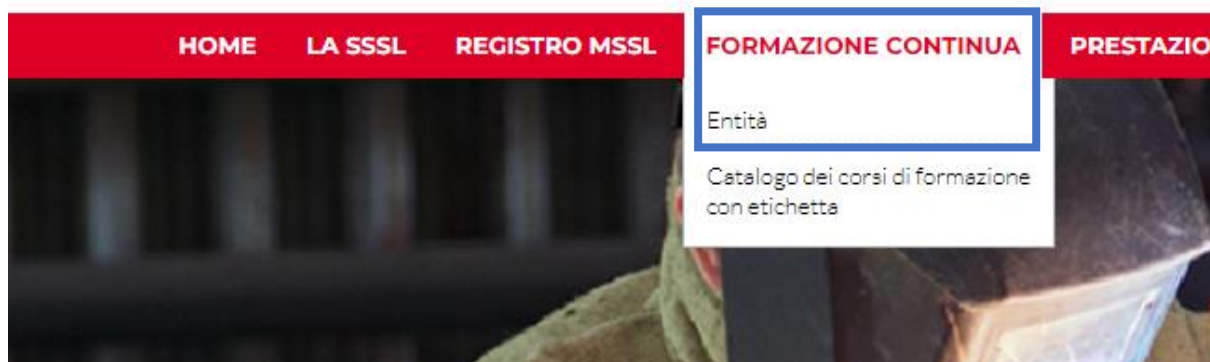 HOME LA SSSL REGISTRO MSSL FORMAZIONE CONTINUA PRESTAZIO
Entità
Catalogo dei corsi di formazione
con etichetta